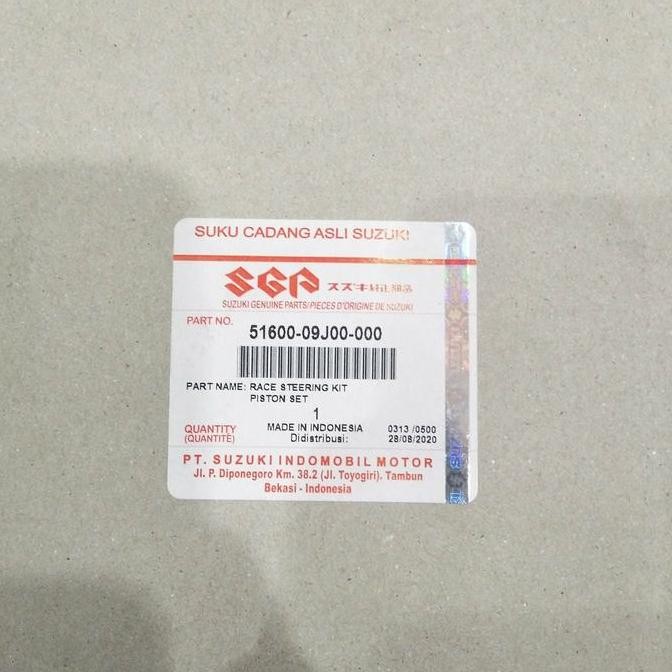 SUKU CADANG ASLI SUZUKI
SGP スズキ純正部品
SUZUKI GENUINE PARTS/PIECES D'ORIGINE DE SUZUKI
PART NO. 51600-09J00-000
PART NAME: RACE STEERING KIT
PISTON SET
1
QUANTITY MADE IN INDONESIA 0313 /0500
(QUANTITÉ) Didistribusi: 28/08/2020
PT. SUZUKI INDOMOBIL MOTOR
Jl. P. Diponegoro Km. 38.2 (Jl. Toyogiri). Tambun
Bekasi - Indonesia